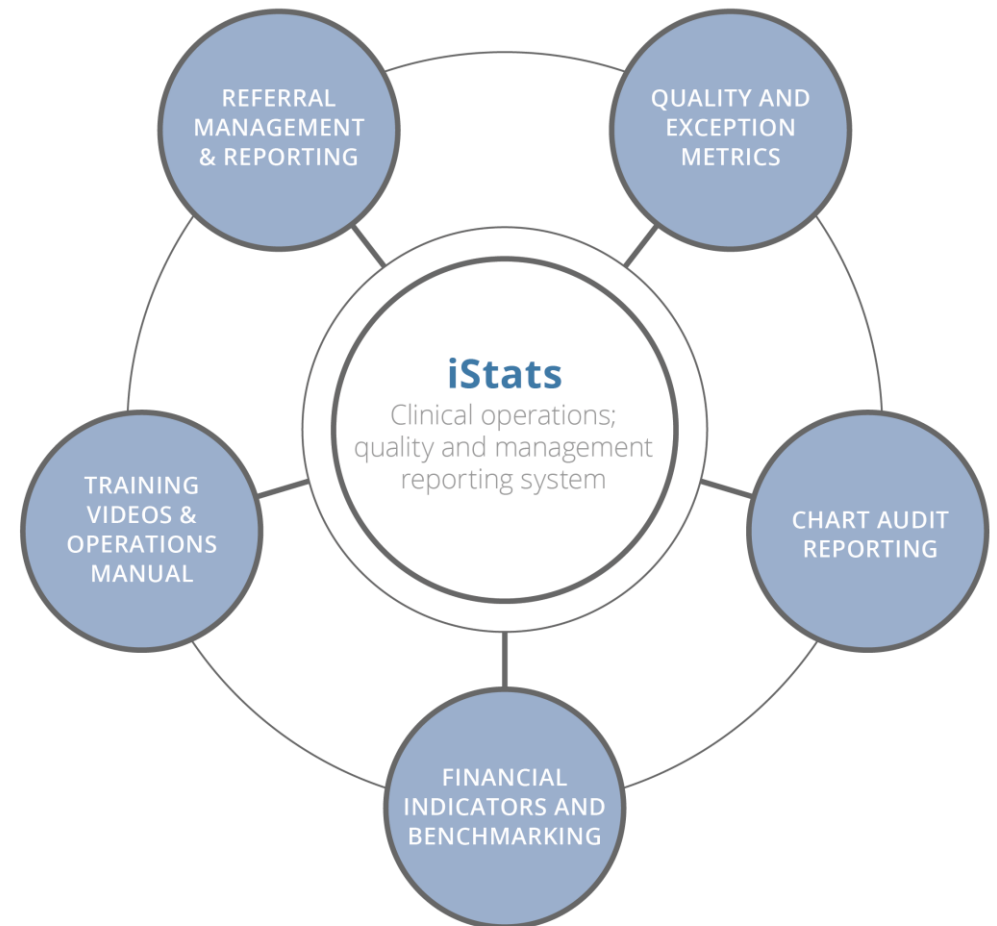 REFERRAL
MANAGEMENT
& REPORTING
QUALITY AND
EXCEPTION
METRICS
iStats
Clinical operations;
quality and management
reporting system
TRAINING
VIDEOS &
OPERATIONS
MANUAL
CHART AUDIT
REPORTING
FINANCIAL
INDICATORS AND
BENCHMARKING